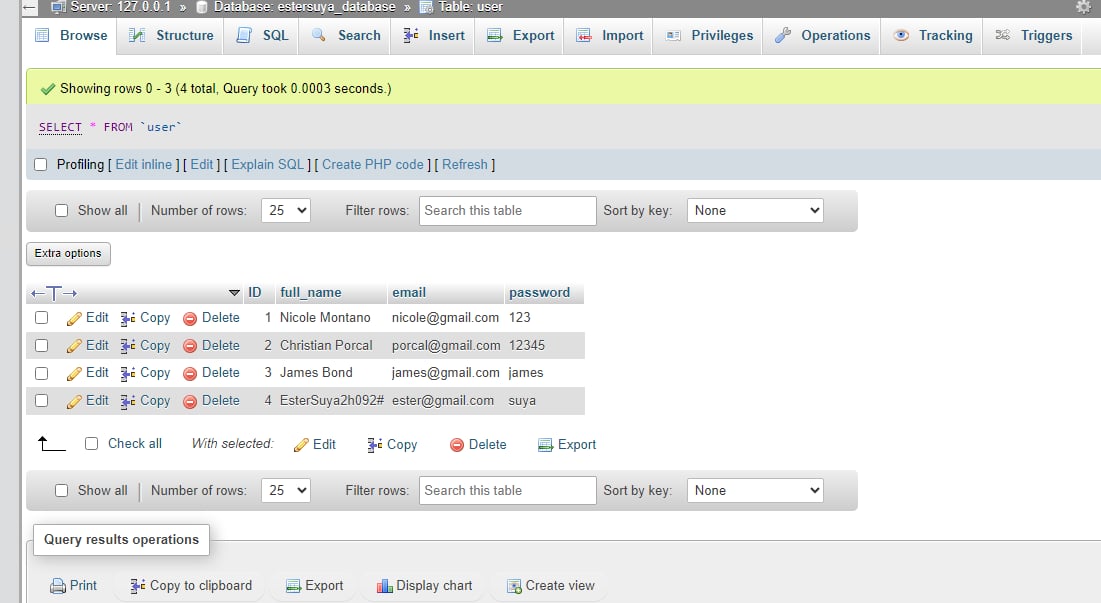 Server: 127.0.0.1 » Database: estersuya_database » Table: user
Browse Structure SQL Search Insert Export Import Privileges Operations Tracking Triggers
Showing rows 0 - 3 (4 total, Query took 0.0003 seconds.)
SELECT * FROM `user`
Profiling [ Edit inline ] [ Edit ] [ Explain SQL ] [ Create PHP code ] [ Refresh ]
Show all | Number of rows: 25 Filter rows: Search this table Sort by key: None
Extra options
←T→ ID full_name email password
Edit Copy Delete 1 Nicole Montano nicole@gmail.com 123
Edit Copy Delete 2 Christian Porcal porcal@gmail.com 12345
Edit Copy Delete 3 James Bond james@gmail.com james
Edit Copy Delete 4 EsterSuya2h092# ester@gmail.com suya
Check all With selected: Edit Copy Delete Export
Show all | Number of rows: 25 Filter rows: Search this table Sort by key: None
Query results operations
Print Copy to clipboard Export Display chart Create view